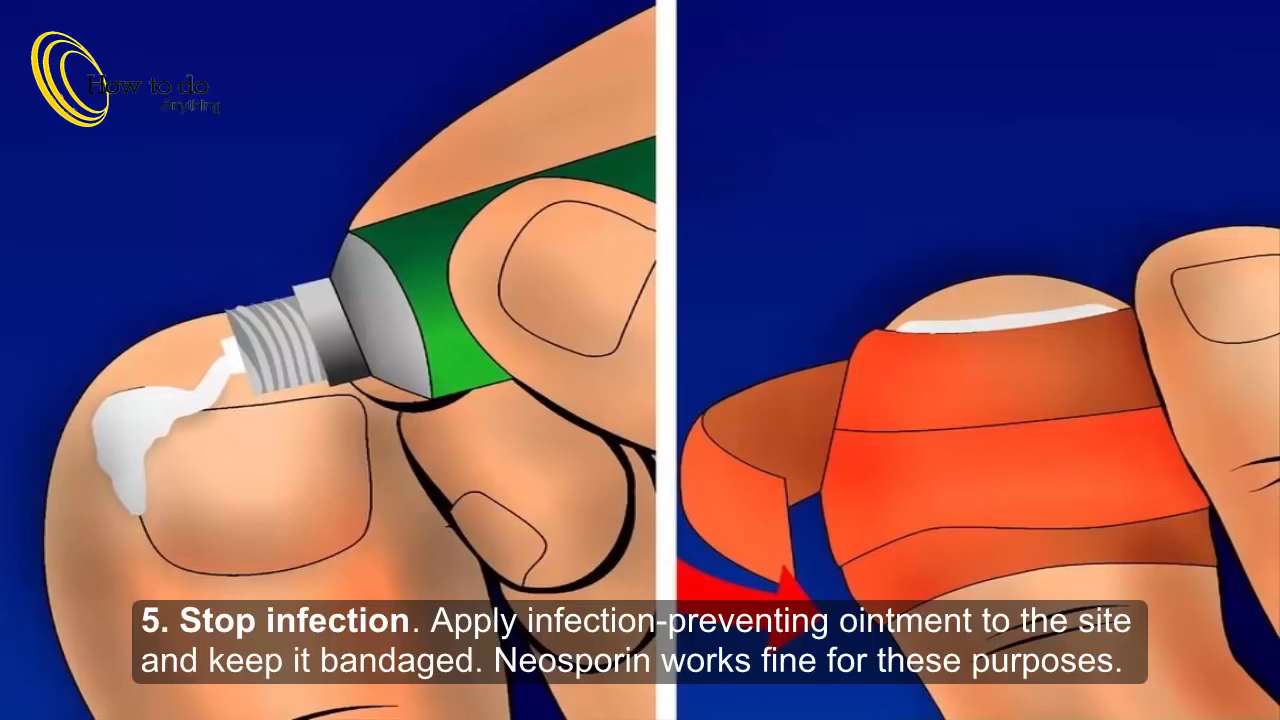 How to do
Anything
5. Stop infection. Apply infection-preventing ointment to the site
and keep it bandaged. Neosporin works fine for these purposes.